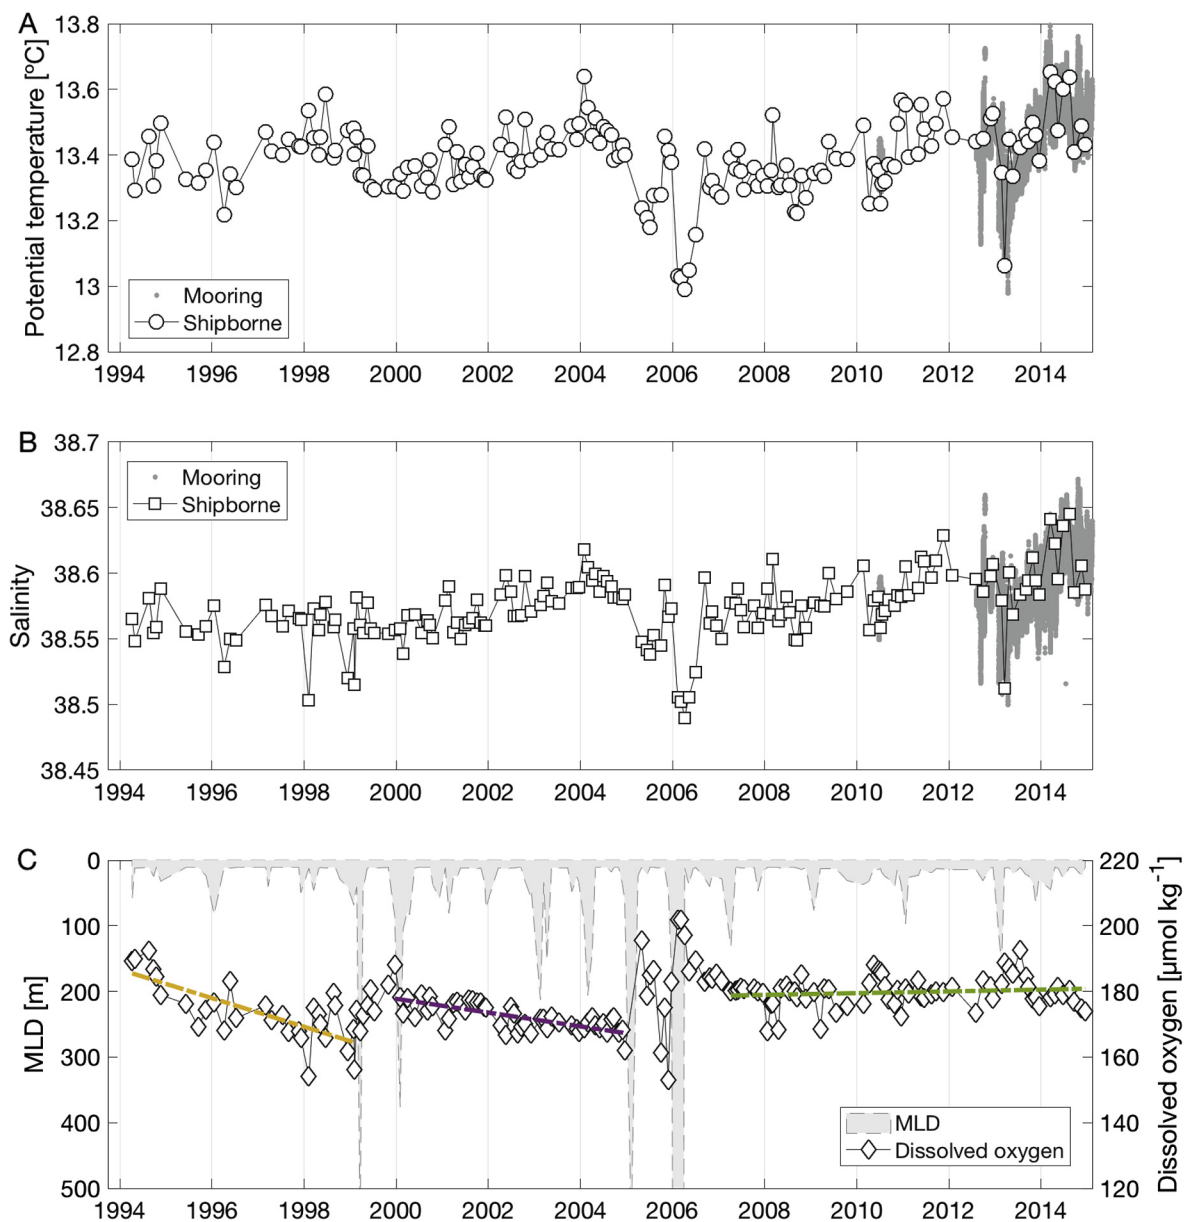 A
Potential temperature [ºC]
13.8
13.6
13.4
13.2
13
12.8
Mooring
Shipborne
1994 1996 1998 2000 2002 2004 2006 2008 2010 2012 2014
B
Salinity
38.7
38.65
38.6
38.55
38.5
38.45
Mooring
Shipborne
1994 1996 1998 2000 2002 2004 2006 2008 2010 2012 2014
C
MLD [m]
0
100
200
300
400
500
220
200
180
160
140
120
Dissolved oxygen [µmol kg-1]
MLD
Dissolved oxygen
1994 1996 1998 2000 2002 2004 2006 2008 2010 2012 2014